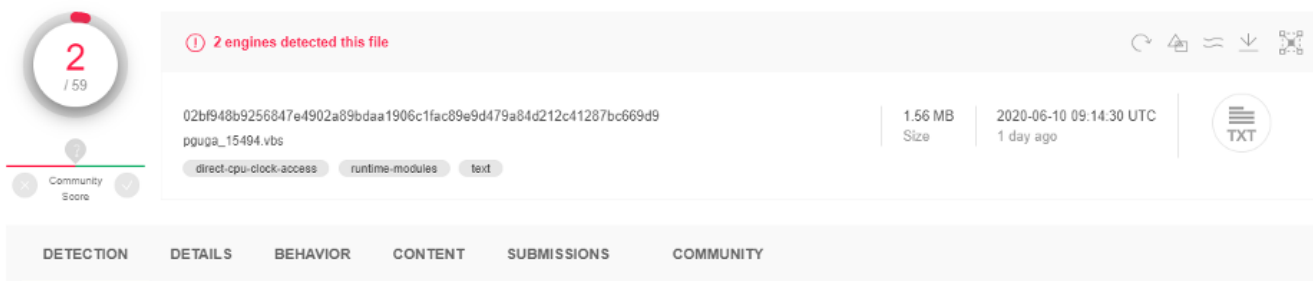 2
/ 59
2 engines detected this file
02bf948b9256847e4902a89bdaa1906c1fac89e9d479a84d212c41287bc669d9
pguga_15494.vbs
direct-cpu-clock-access runtime-modules text
1.56 MB
Size
2020-06-10 09:14:30 UTC
1 day ago
TXT
?
Community
Score
DETECTION DETAILS BEHAVIOR CONTENT SUBMISSIONS COMMUNITY